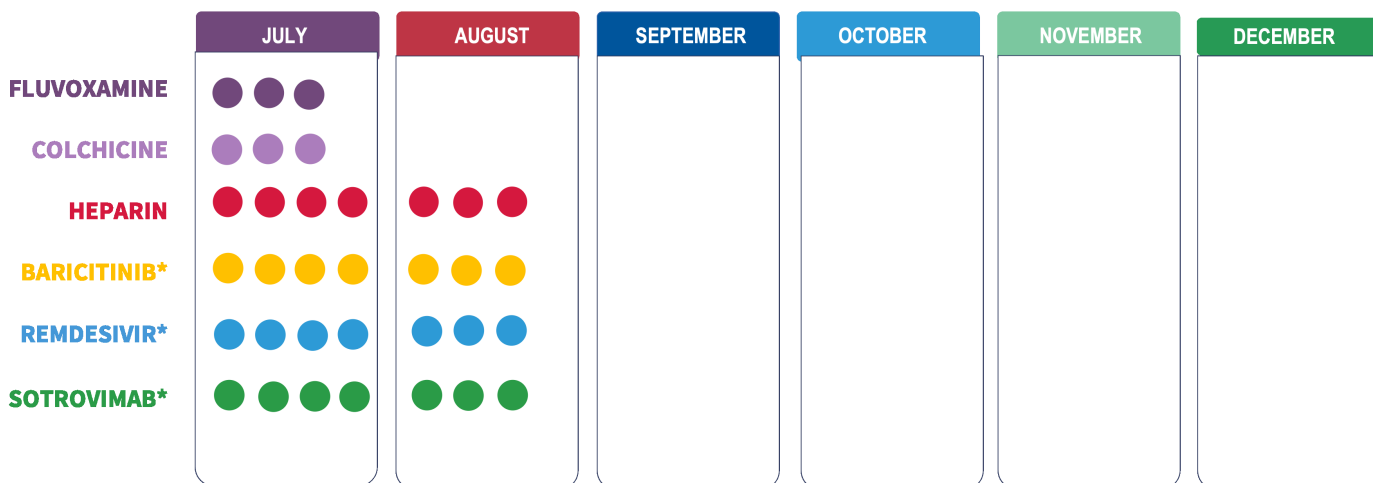 JULY AUGUST SEPTEMBER OCTOBER NOVEMBER DECEMBER
FLUVOXAMINE
COLCHICINE
HEPARIN
BARICITINIB*
REMDESIVIR*
SOTROVIMAB*